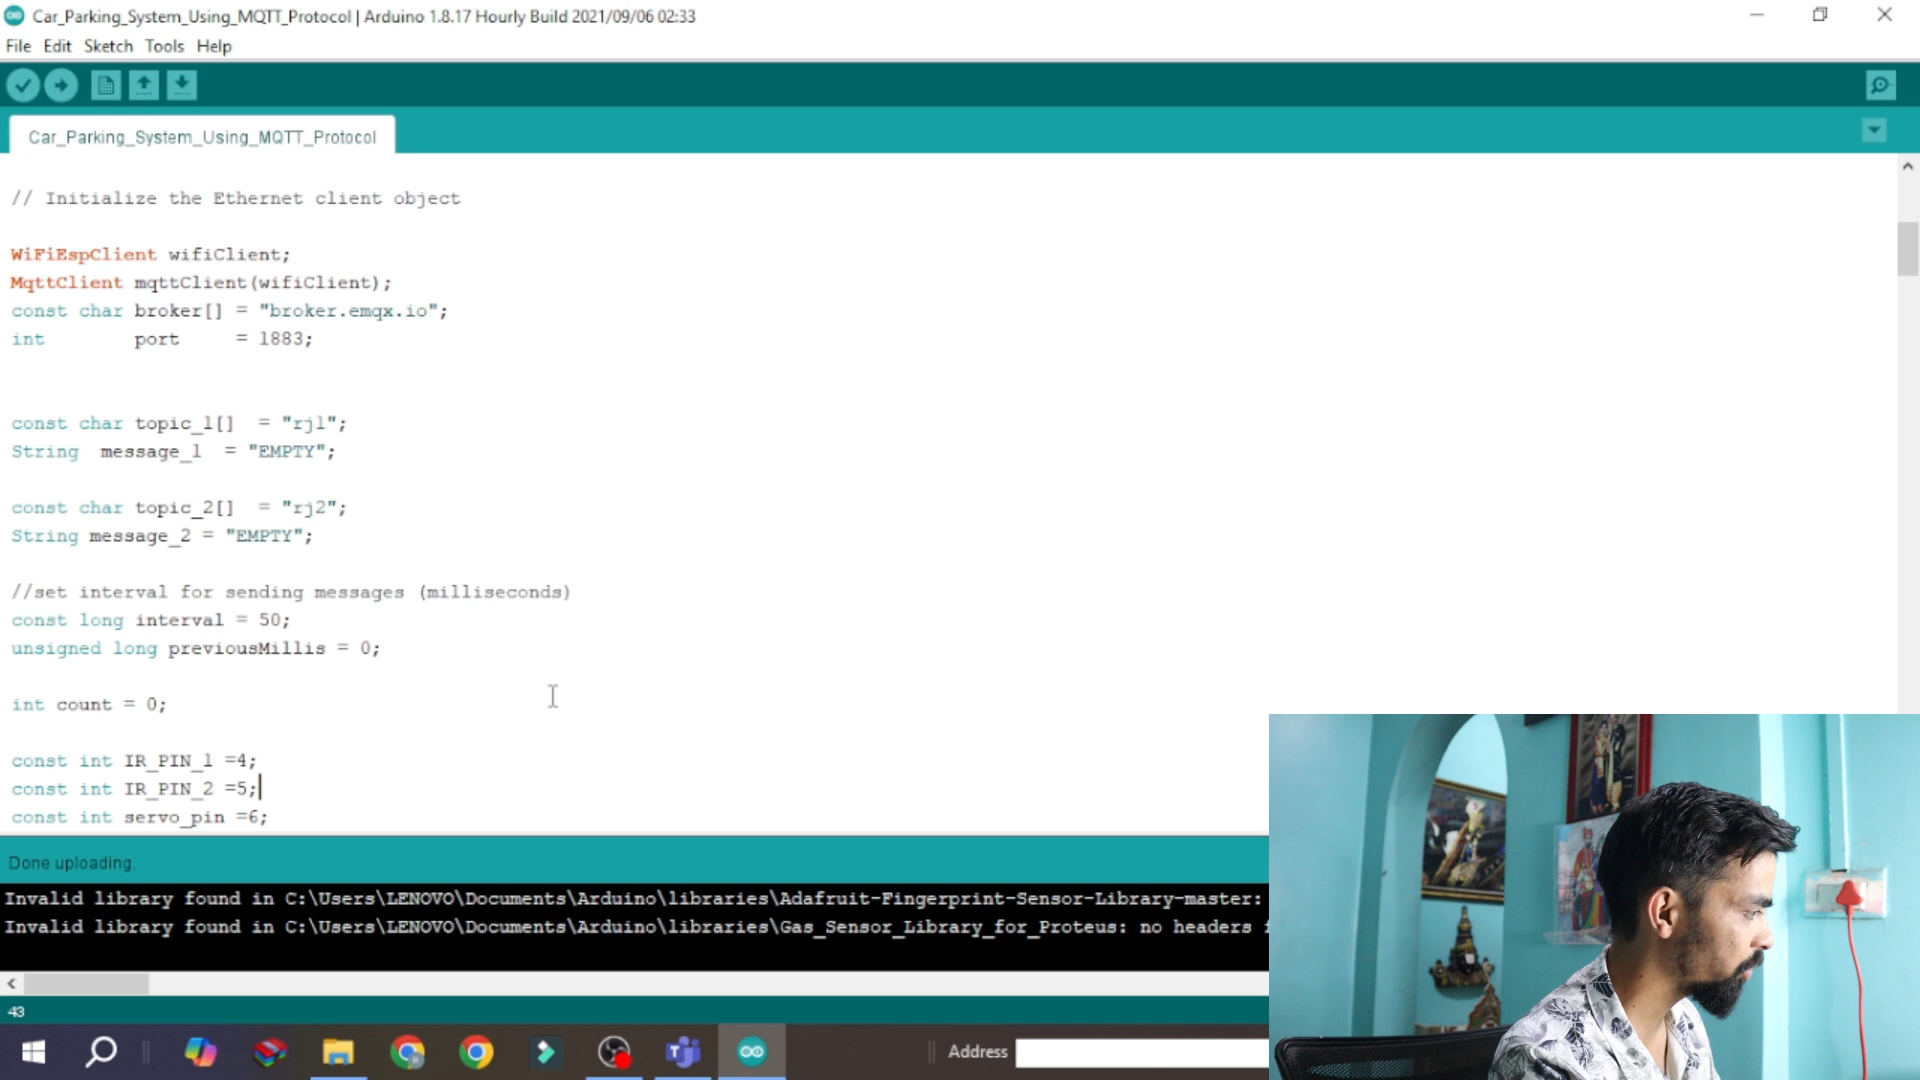 Car_Parking_System_Using_MQTT_Protocol | Arduino 1.8.17 Hourly Build 2021/09/06 02:33
File Edit Sketch Tools Help
Car_Parking_System_Using_MQTT_Protocol
// Initialize the Ethernet client object
WiFiEspClient wifiClient;
MqttClient mqttClient(wifiClient);
const char broker[] = "broker.emqx.io";
int        port     = 1883;
const char topic_1[]  = "rj1";
String  message_1  = "EMPTY";
const char topic_2[]  = "rj2";
String message_2 = "EMPTY";
//set interval for sending messages (milliseconds)
const long interval = 50;
unsigned long previousMillis = 0;
int count = 0;
const int IR_PIN_1 =4;
const int IR_PIN_2 =5;
const int servo_pin =6;
Done uploading.
Invalid library found in C:\Users\LENOVO\Documents\Arduino\libraries\Adafruit-Fingerprint-Sensor-Library-master:
Invalid library found in C:\Users\LENOVO\Documents\Arduino\libraries\Gas_Sensor_Library_for_Proteus: no headers
43
Address